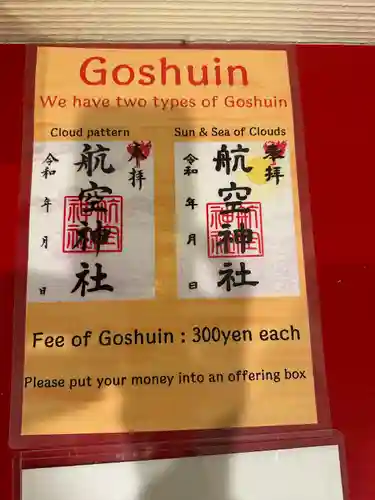 Goshuin
We have two types of Goshuin
Cloud pattern
奉拝
航空神社
令和 年 月 日
Sun & Sea of Clouds
奉拝
航空神社
令和 年 月 日
Fee of Goshuin : 300yen each
Please put your money into an offering box